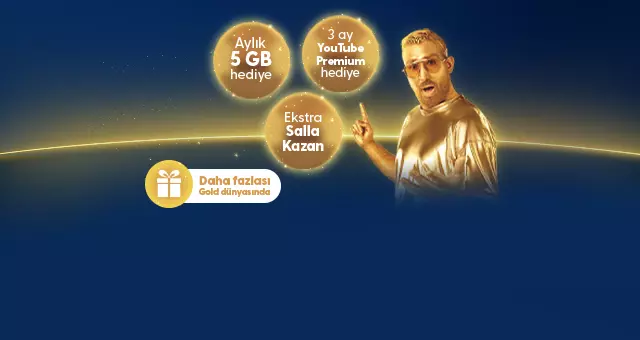 Aylık
5 GB
hediye
3 ay
YouTube
Premium
hediye
Ekstra
Salla
Kazan
Daha fazlası
Gold dünyasında